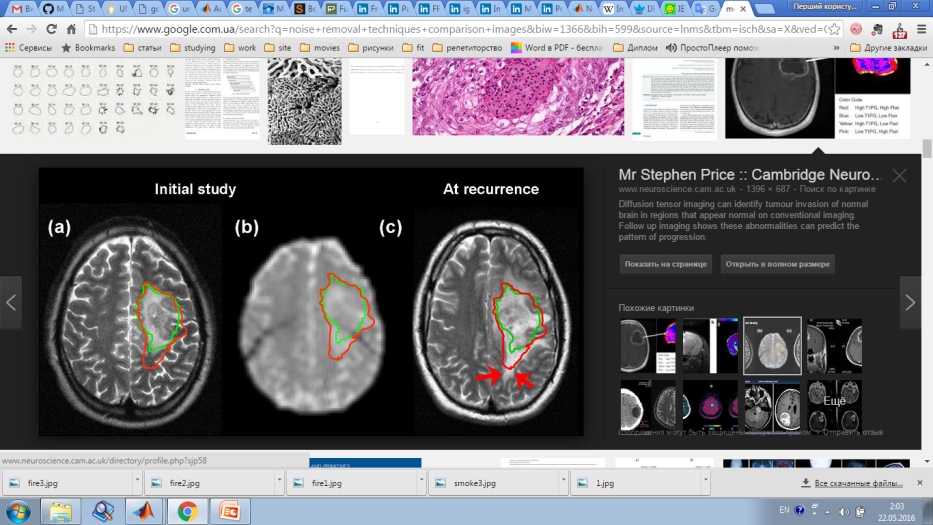 Перший користу...
https://www.google.com.ua/search?q=noise+removal+techniques+comparison+images&biw=1366&bih=599&source=lnms&tbm=isch&sa=X&ved=0
137
Сервисы
Bookmarks
статьи
studying
work
site
movies
рисунки
fit
репетиторство
Word в PDF - бесплат
Диплом
ПростоПлеер помож
Другие закладки
Color Code
Red: High T1PG, High Flair
Blue: Low T1PG, Low Flair
Yellow: High T1PG, Low Flair
Pink: Low T1PG, High Flair
Initial study
At recurrence
(a)
(b)
(c)
Mr Stephen Price :: Cambridge Neuro...
www.neuroscience.cam.ac.uk - 1396 × 687 - Поиск по картинке
Diffusion tensor imaging can identify tumour invasion of normal
brain in regions that appear normal on conventional imaging.
Follow up imaging shows these abnormalities can predict the
pattern of progression.
Показать на странице
Открыть в полном размере
Похожие картинки
Ещё
Изображения могут быть защищены авторским правом. - Отправить отзыв
www.neuroscience.cam.ac.uk/directory/profile.php?sjp58
AND PRIMITIVES
fire3.jpg
fire2.jpg
fire1.jpg
smoke3.jpg
1.jpg
Все скачанные файлы...
EN
2:03
22.05.2016